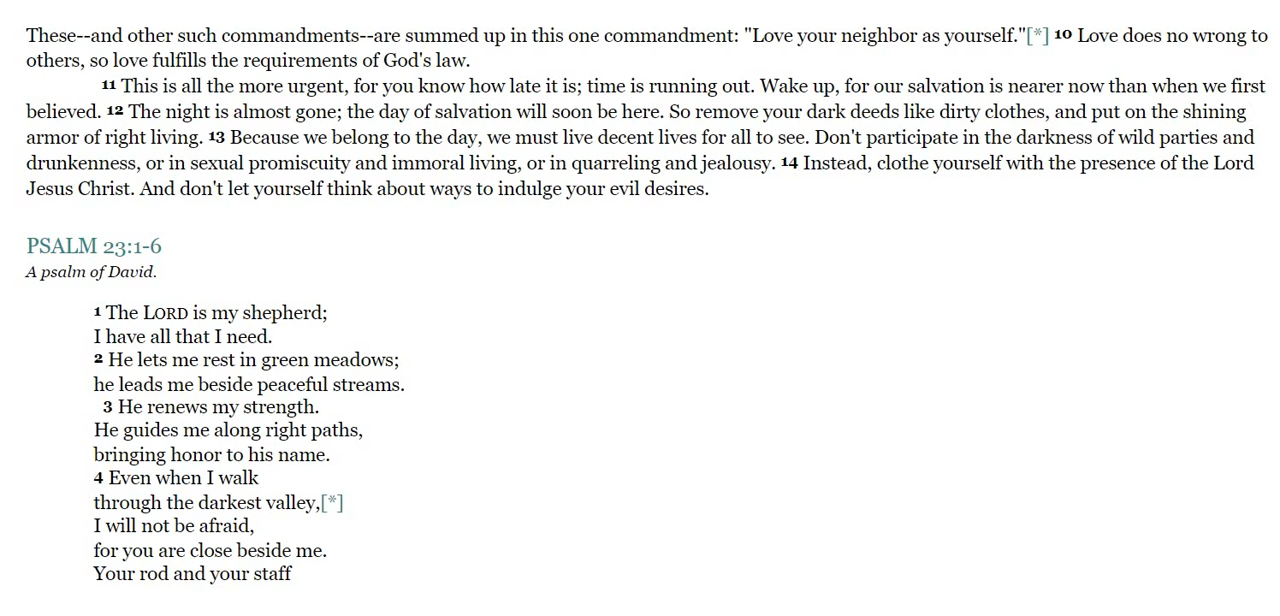 These--and other such commandments--are summed up in this one commandment: "Love your neighbor as yourself."[*] 10 Love does no wrong to
others, so love fulfills the requirements of God's law.
11 This is all the more urgent, for you know how late it is; time is running out. Wake up, for our salvation is nearer now than when we first
believed. 12 The night is almost gone; the day of salvation will soon be here. So remove your dark deeds like dirty clothes, and put on the shining
armor of right living. 13 Because we belong to the day, we must live decent lives for all to see. Don't participate in the darkness of wild parties and
drunkenness, or in sexual promiscuity and immoral living, or in quarreling and jealousy. 14 Instead, clothe yourself with the presence of the Lord
Jesus Christ. And don't let yourself think about ways to indulge your evil desires.
PSALM 23:1-6
A psalm of David.
1 The LORD is my shepherd;
I have all that I need.
2 He lets me rest in green meadows;
he leads me beside peaceful streams.
3 He renews my strength.
He guides me along right paths,
bringing honor to his name.
4 Even when I walk
through the darkest valley,[*]
I will not be afraid,
for you are close beside me.
Your rod and your staff